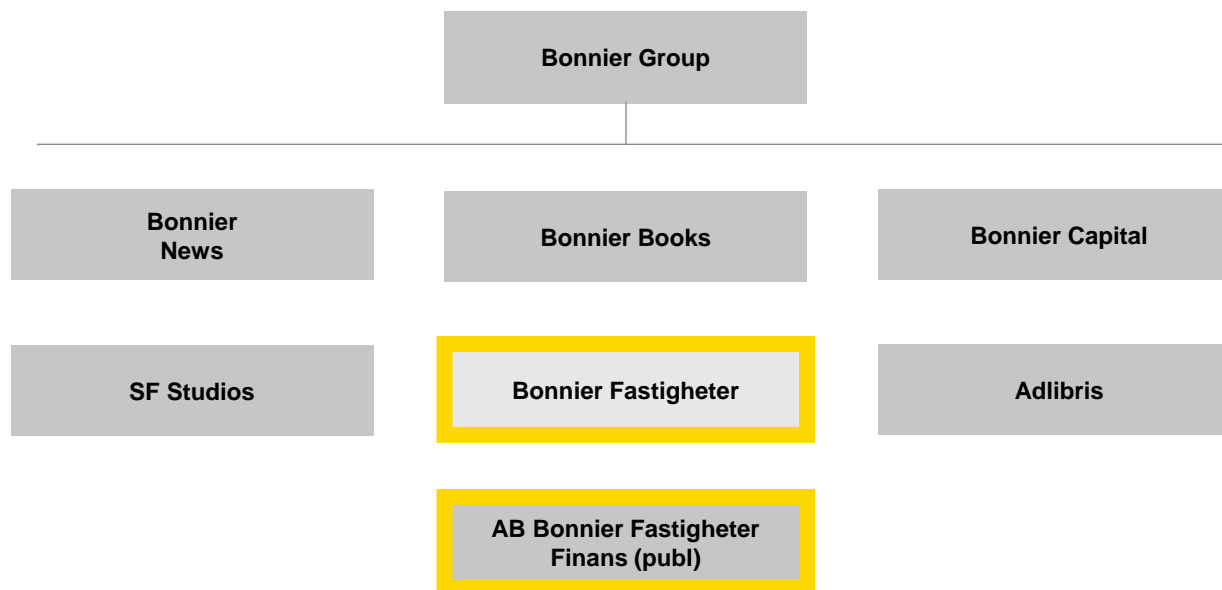 Bonnier Group
Bonnier
News
Bonnier Books
Bonnier Capital
SF Studios
Bonnier Fastigheter
Adlibris
AB Bonnier Fastigheter
Finans (publ)